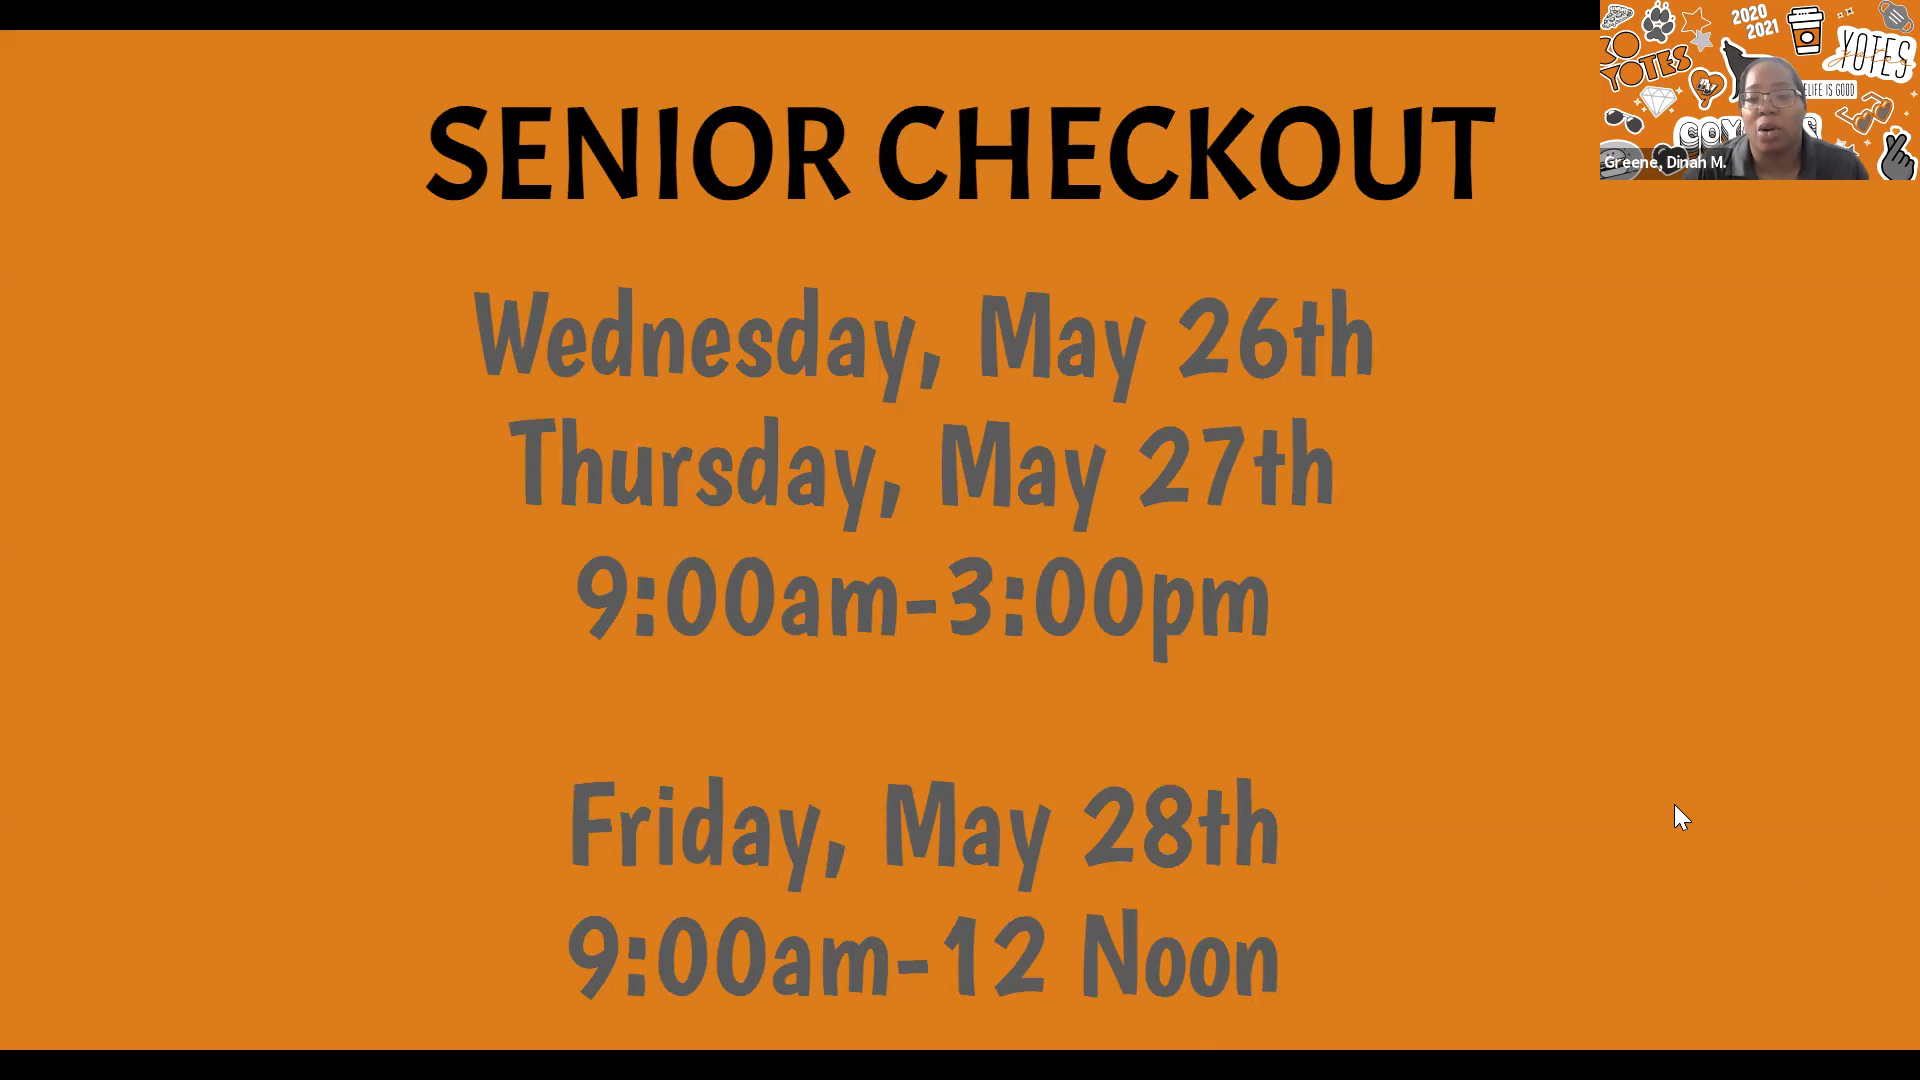 SENIOR CHECKOUT
Wednesday, May 26th
Thursday, May 27th
9:00am-3:00pm
Friday, May 28th
9:00am-12 Noon
2020
2021
YOTES
YOTES
LIFE IS GOOD
Greene, Dinah M.